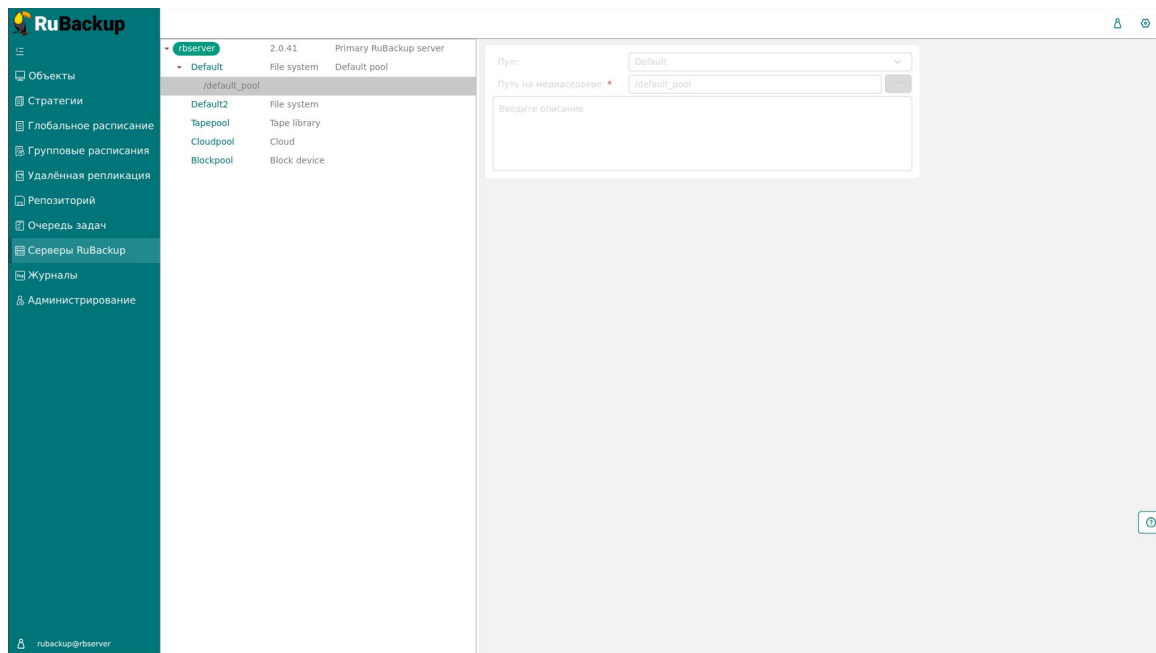 RuBackup
Объекты
Стратегии
Глобальное расписание
Групповые расписания
Удалённая репликация
Репозиторий
Очередь задач
Серверы RuBackup
Журналы
Администрирование
rubackup@rbserver
rbserver 2.0.41 Primary RuBackup server
Default File system Default pool
/default_pool
Default2 File system
Tapepool Tape library
Cloudpool Cloud
Blockpool Block device
Пул: Default
Путь на медиасервере: * /default_pool ...
Введите описание